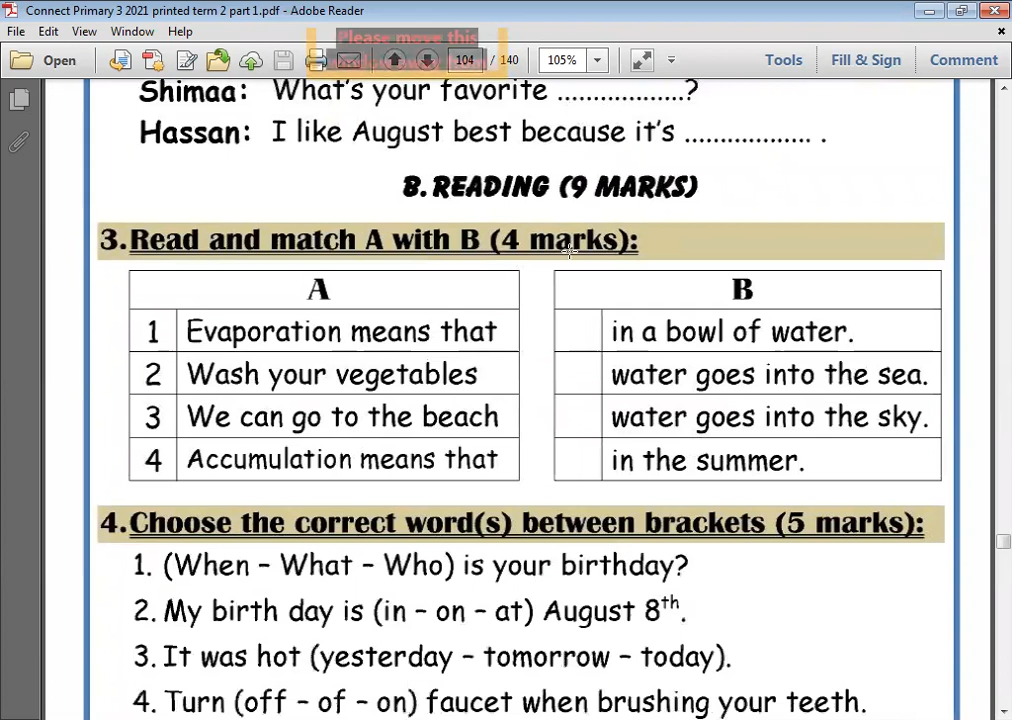 Connect Primary 3 2021 printed term 2 part 1.pdf - Adobe Reader
File Edit View Window Help
Please move this
Open 104 / 140 105% Tools Fill & Sign Comment
Shimaa: What's your favorite ..................?
Hassan: I like August best because it's .................. .
B. READING (9 MARKS)
3. Read and match A with B (4 marks):
A B
1 Evaporation means that in a bowl of water.
2 Wash your vegetables water goes into the sea.
3 We can go to the beach water goes into the sky.
4 Accumulation means that in the summer.
4. Choose the correct word(s) between brackets (5 marks):
1. (When – What – Who) is your birthday?
2. My birth day is (in – on – at) August 8th.
3. It was hot (yesterday – tomorrow – today).
4. Turn (off – of – on) faucet when brushing your teeth.